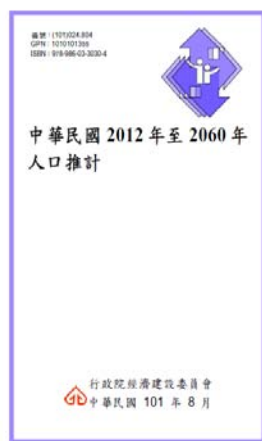 編號：(101)024.804
GPN：1010101355
ISBN：978-986-03-3030-4
中華民國 2012 年至 2060 年
人口推計
行政院經濟建設委員會
中華民國 101 年 8 月